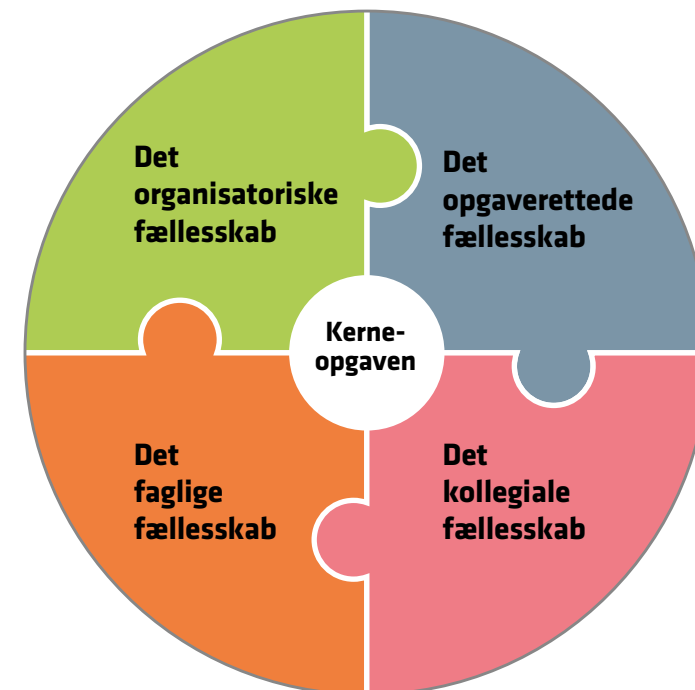 Det
organisatoriske
fællesskab
Det
opgaverettede
fællesskab
Kerne-
opgaven
Det
faglige
fællesskab
Det
kollegiale
fællesskab